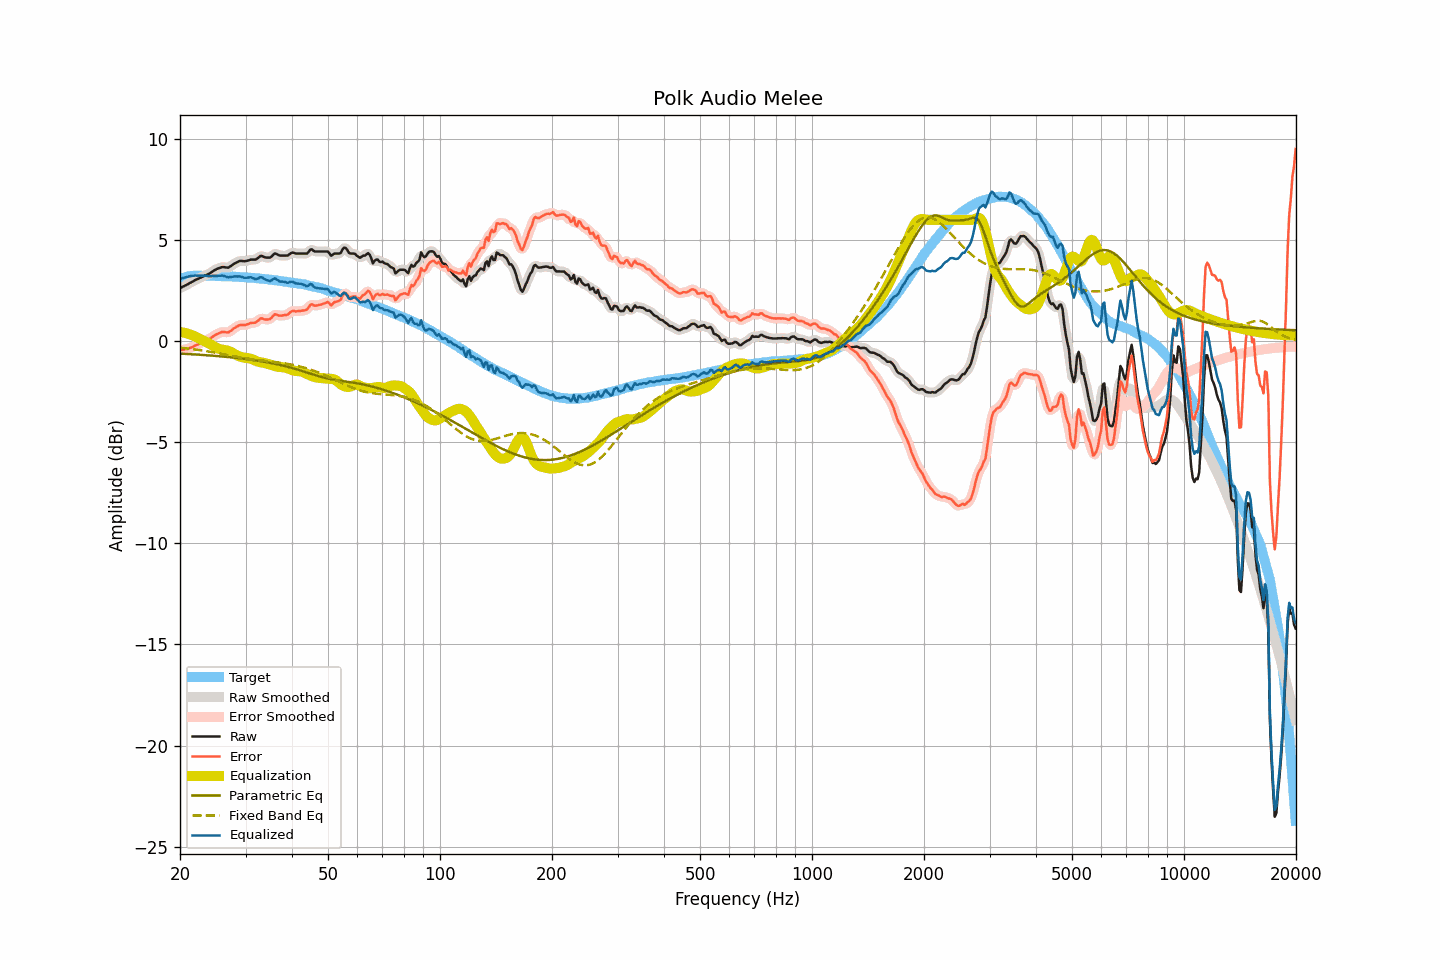 Polk Audio Melee
10
5
0
−5
−10
−15
−20
−25
Amplitude (dBr)
Target
Raw Smoothed
Error Smoothed
Raw
Error
Equalization
Parametric Eq
Fixed Band Eq
Equalized
20 50 100 200 500 1000 2000 5000 10000 20000
Frequency (Hz)